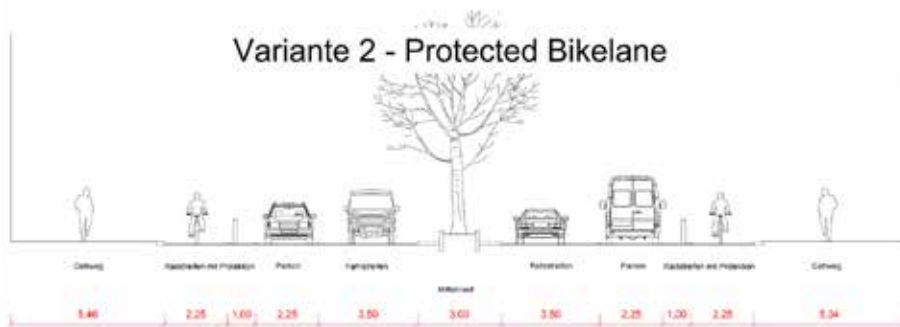 Variante 2 - Protected Bikelane
Gehweg Radstreifen mit Protektion Parken Fahrstreifen Fahrstreifen Parken Radstreifen mit Protektion Gehweg
Mittelinsel
5.46 2.25 1.00 2.25 3.50 3.00 3.50 2.25 1.00 2.25 5.34